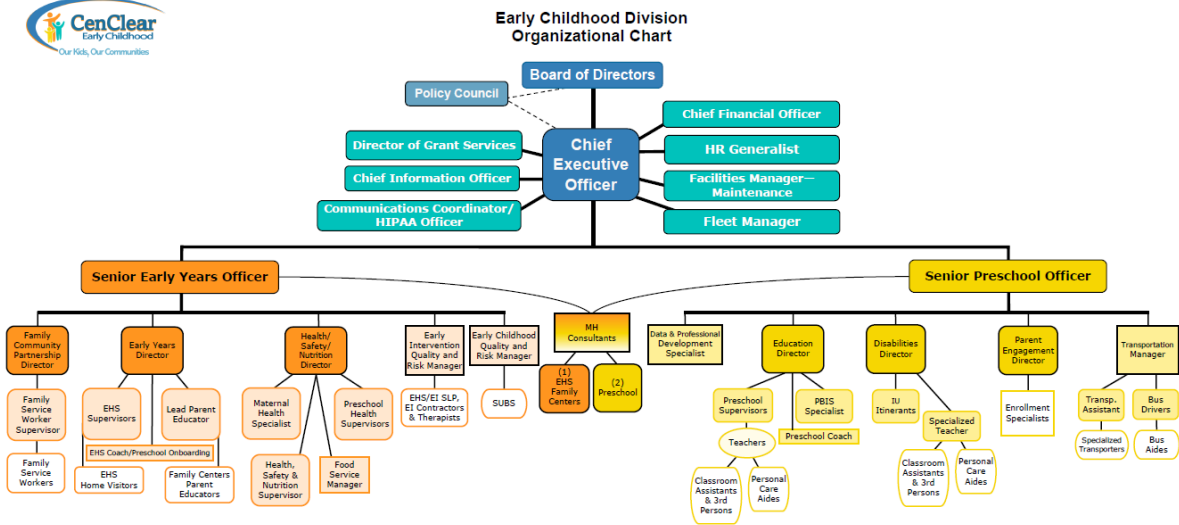 CenClear
Early Childhood
Our Kids, Our Communities
Early Childhood Division
Organizational Chart
Board of Directors
Policy Council
Chief
Executive
Officer
Director of Grant Services
Chief Information Officer
Communications Coordinator/
HIPAA Officer
Chief Financial Officer
HR Generalist
Facilities Manager—
Maintenance
Fleet Manager
Senior Early Years Officer
Senior Preschool Officer
Family
Community
Partnership
Director
Early Years
Director
Health/
Safety/
Nutrition
Director
Early
Intervention
Quality and
Risk Manager
Early Childhood
Quality and
Risk Manager
MH
Consultants
Data & Professional
Development
Specialist
Education
Director
Disabilities
Director
Parent
Engagement
Director
Transportation
Manager
Family
Service
Worker
Supervisor
Family
Service
Workers
EHS
Supervisors
Lead Parent
Educator
EHS Coach/Preschool Onboarding
EHS
Home Visitors
Family Centers
Parent
Educators
Maternal
Health
Specialist
Preschool
Health
Supervisors
Health,
Safety &
Nutrition
Supervisor
Food
Service
Manager
EHS/EI SLP,
EI Contractors
& Therapists
SUBS
(1)
EHS
Family
Centers
(2)
Preschool
Preschool
Supervisors
PBIS
Specialist
Preschool Coach
Teachers
Classroom
Assistants
& 3rd
Persons
Personal
Care
Aides
IU
Itinerants
Specialized
Teacher
Classroom
Assistants
& 3rd
Persons
Personal
Care
Aides
Enrollment
Specialists
Transp.
Assistant
Bus
Drivers
Specialized
Transporters
Bus
Aides